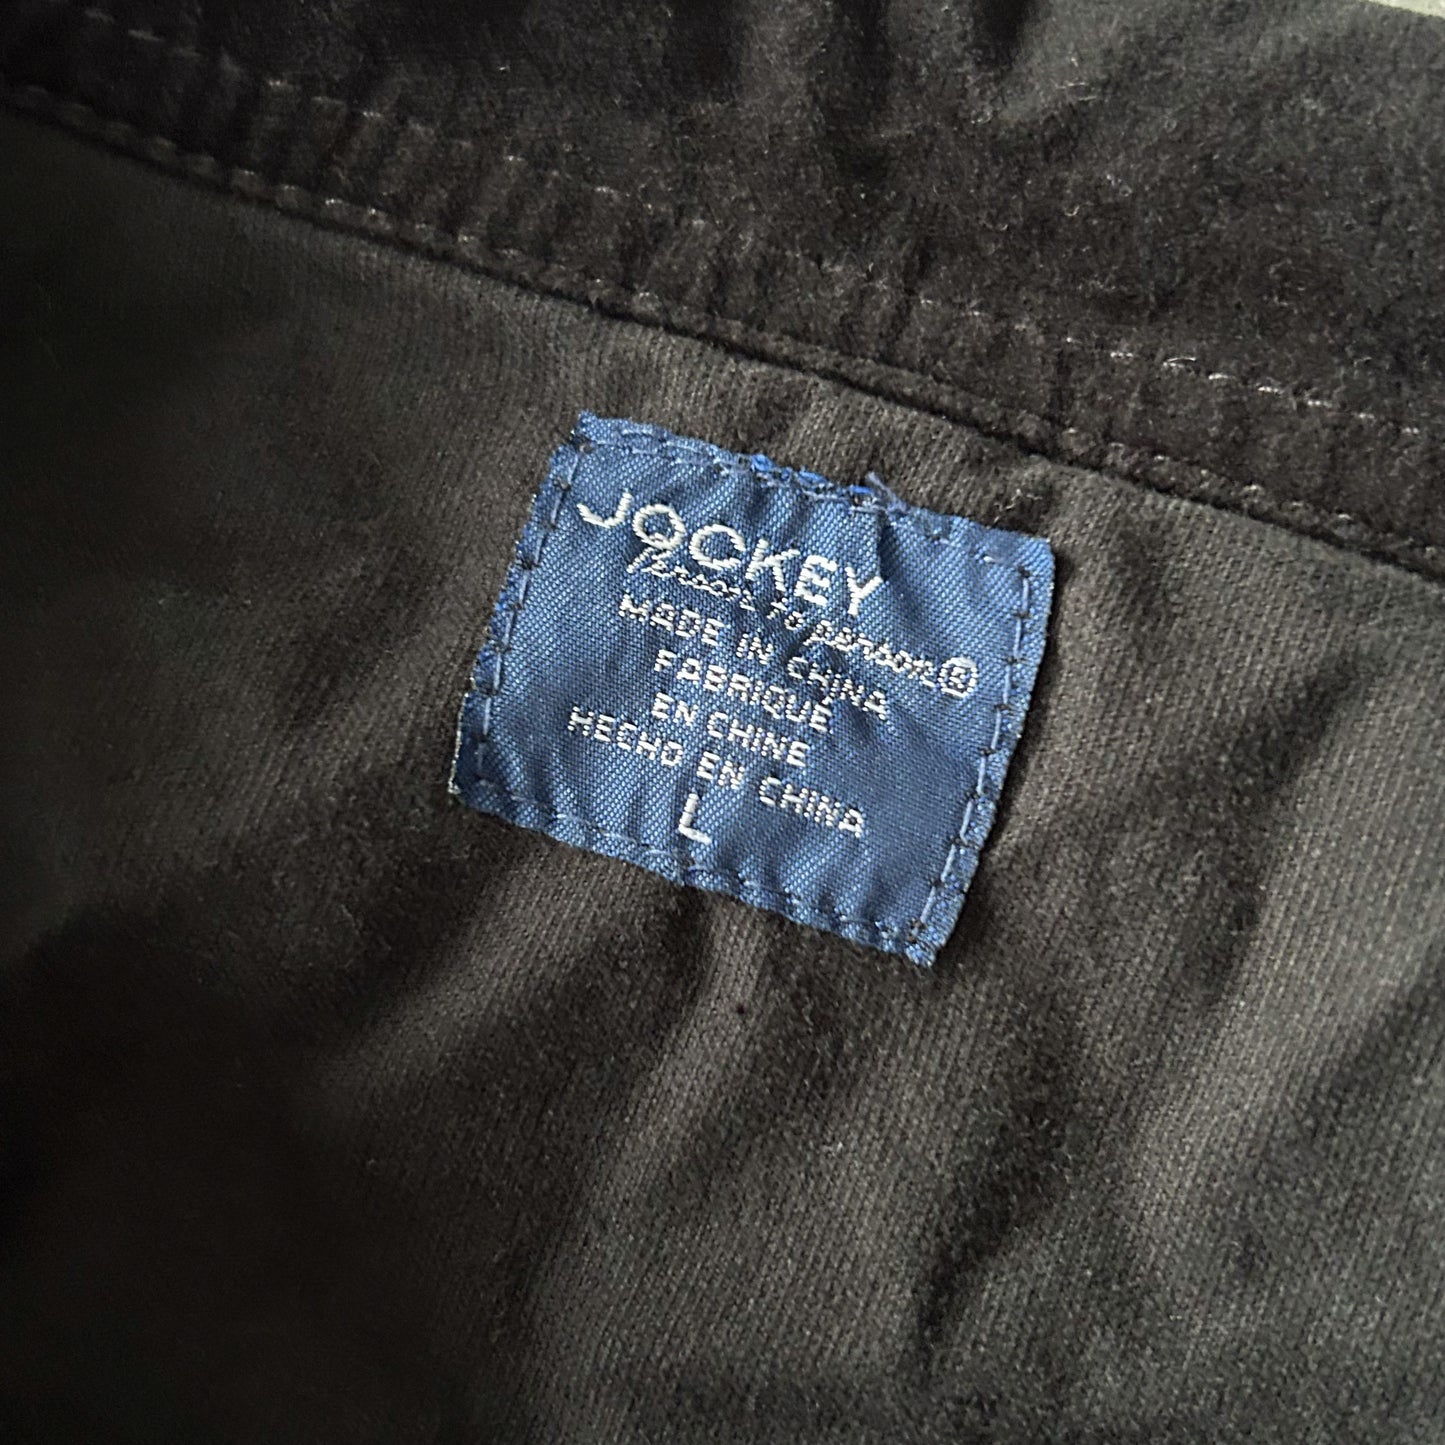 JOCKEY
Person to person®
MADE IN CHINA
FABRIQUÉ
EN CHINE
HECHO EN CHINA
L